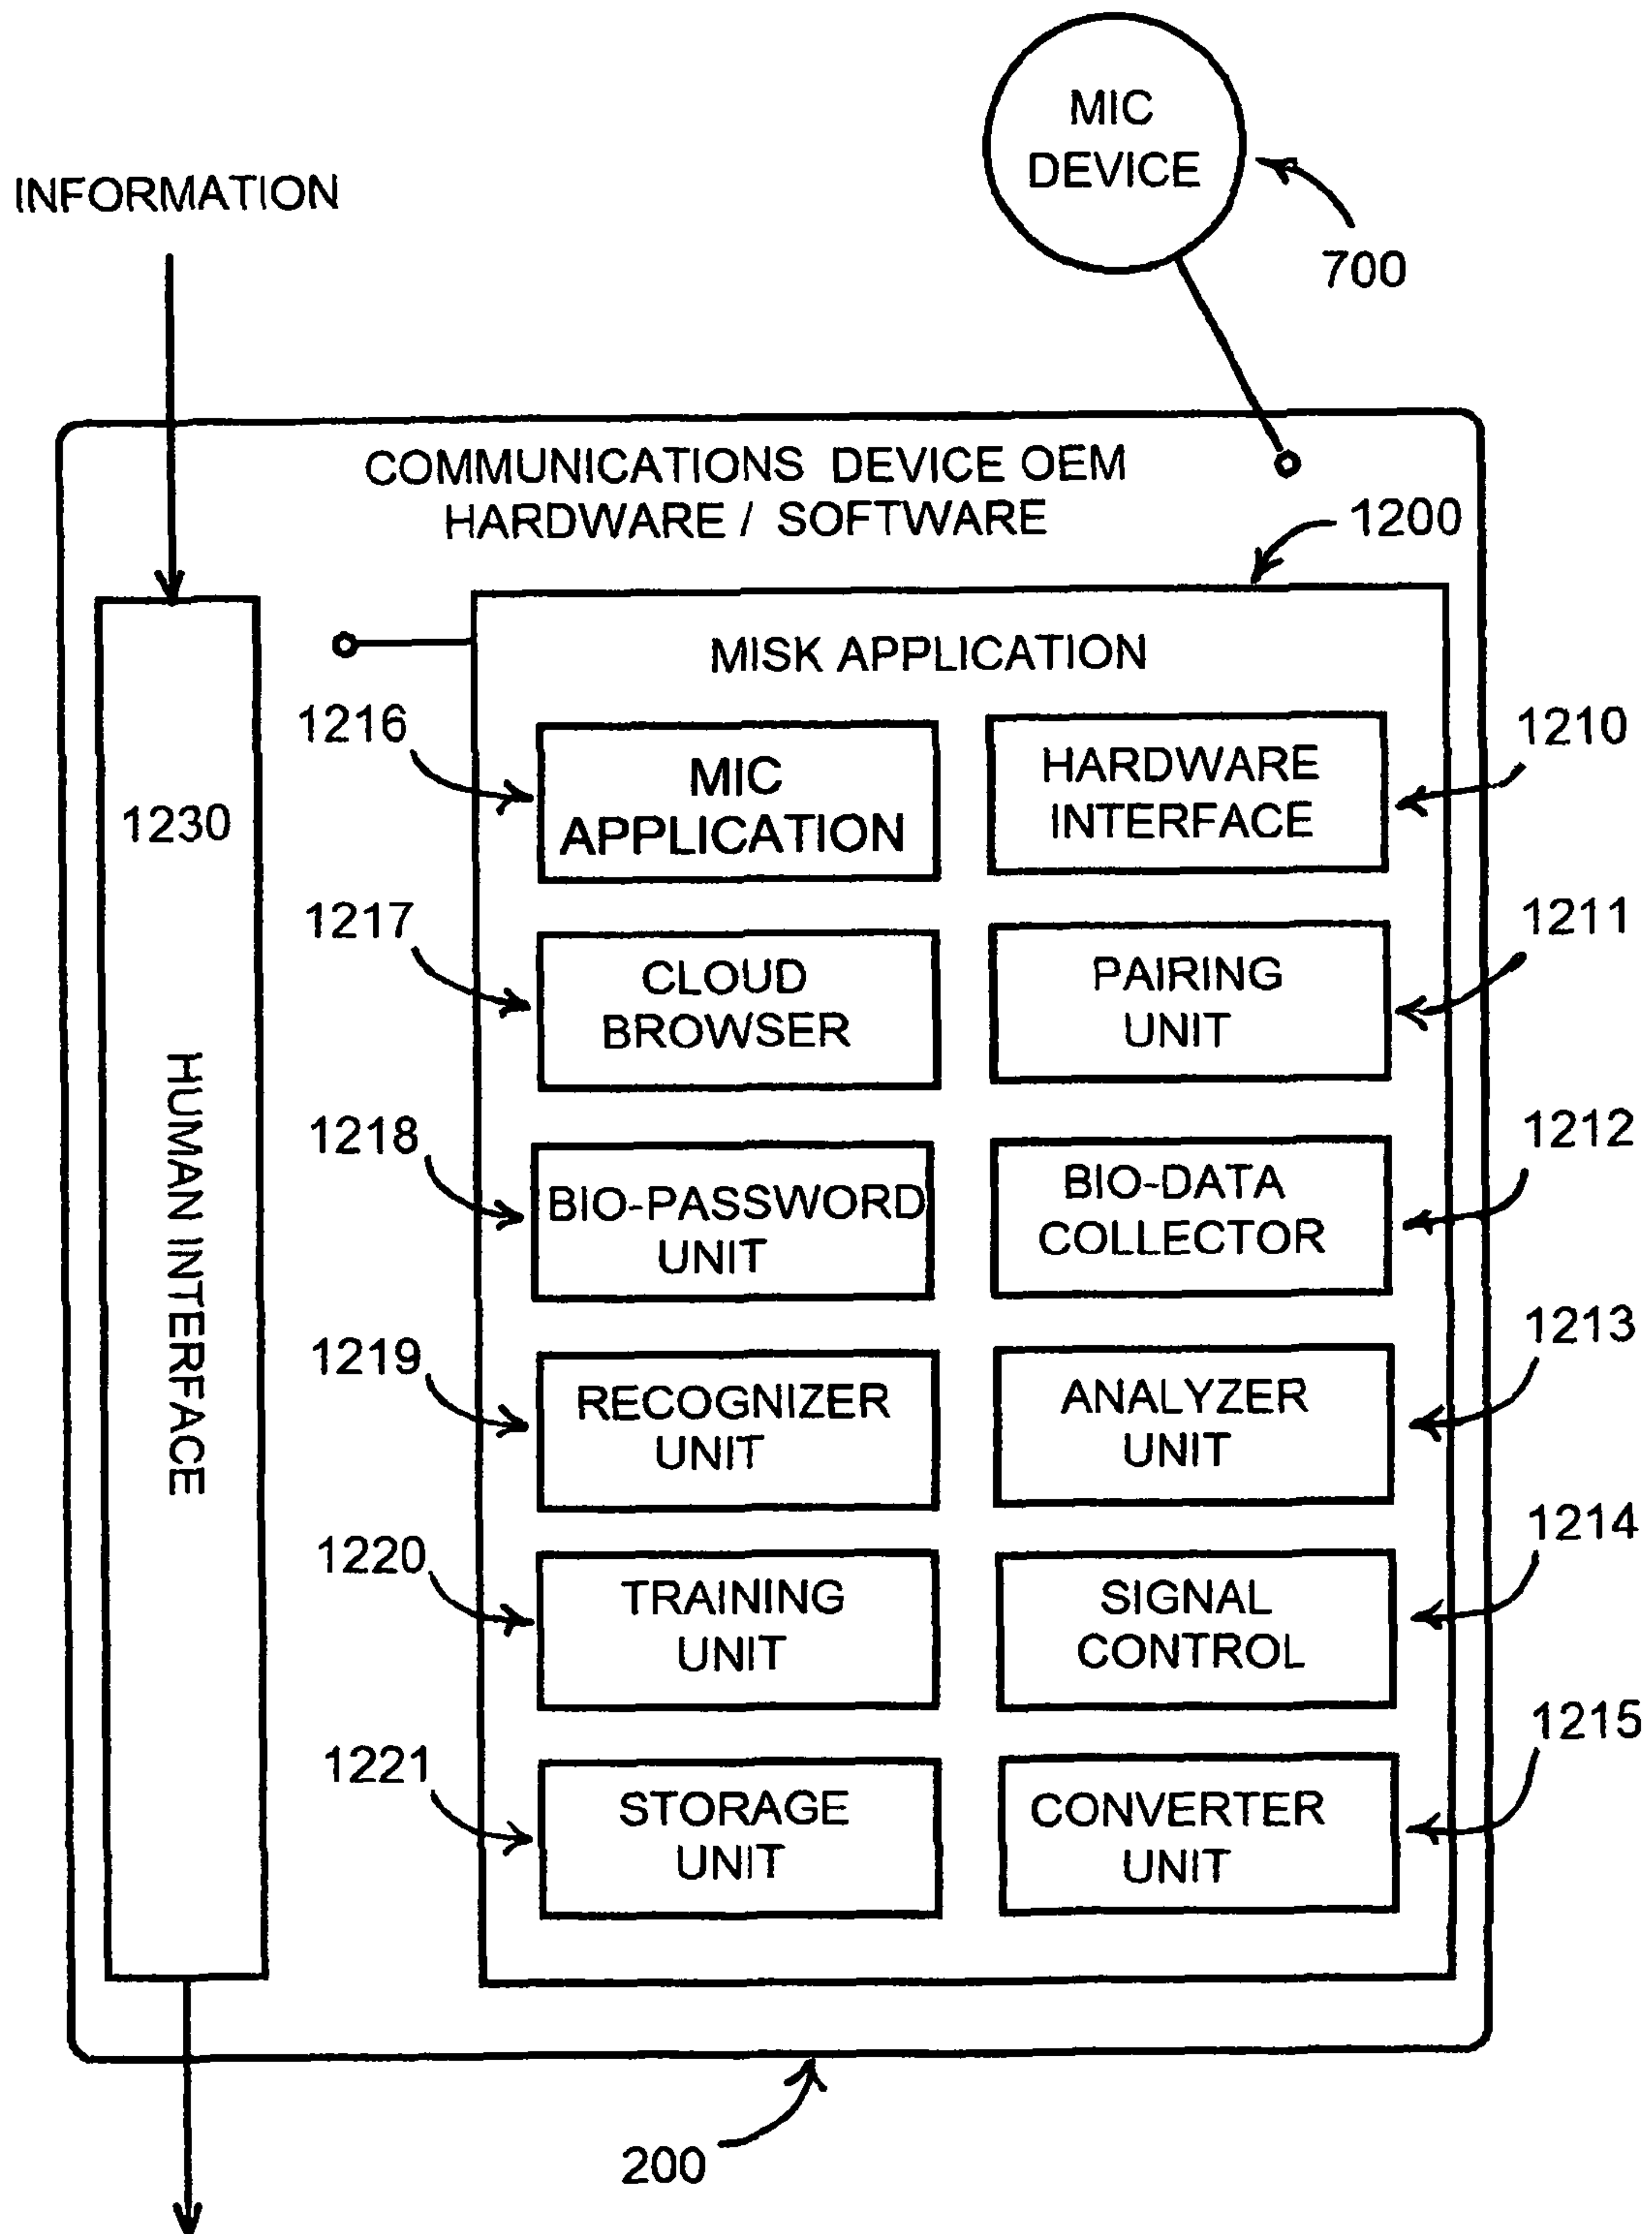 MIC
DEVICE
700
INFORMATION
COMMUNICATIONS DEVICE OEM
HARDWARE / SOFTWARE
1200
MISK APPLICATION
1216
MIC
APPLICATION
HARDWARE
INTERFACE
1210
1230
HUMAN INTERFACE
1217
CLOUD
BROWSER
PAIRING
UNIT
1211
1218
BIO-PASSWORD
UNIT
BIO-DATA
COLLECTOR
1212
1219
RECOGNIZER
UNIT
ANALYZER
UNIT
1213
1220
TRAINING
UNIT
SIGNAL
CONTROL
1214
1221
STORAGE
UNIT
CONVERTER
UNIT
1215
200